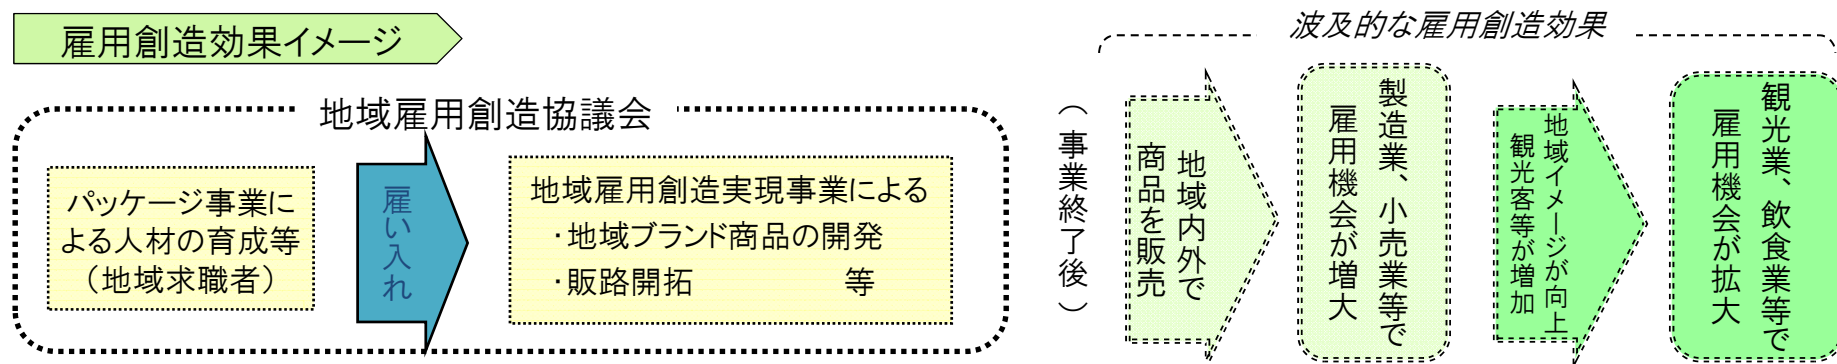 雇用創造効果イメージ
波及的な雇用創造効果
地域雇用創造協議会
パッケージ事業に
よる人材の育成等
（地域求職者）
雇い入れ
地域雇用創造実現事業による
・地域ブランド商品の開発
・販路開拓　　　　等
（事業終了後）
地域内外で
商品を販売
製造業、小売業等で
雇用機会が増大
地域イメージが向上
観光客等が増加
観光業、飲食業等で
雇用機会が拡大